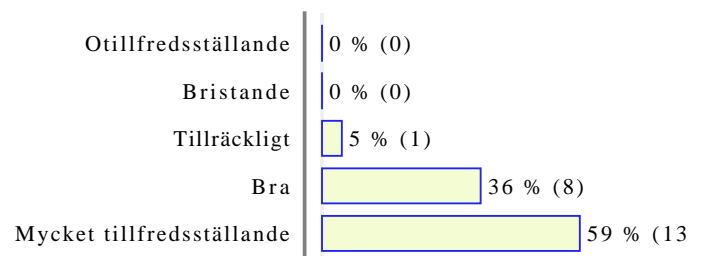 Otillfredsställande 0 % (0)
Bristande 0 % (0)
Tillräckligt 5 % (1)
Bra 36 % (8)
Mycket tillfredsställande 59 % (13